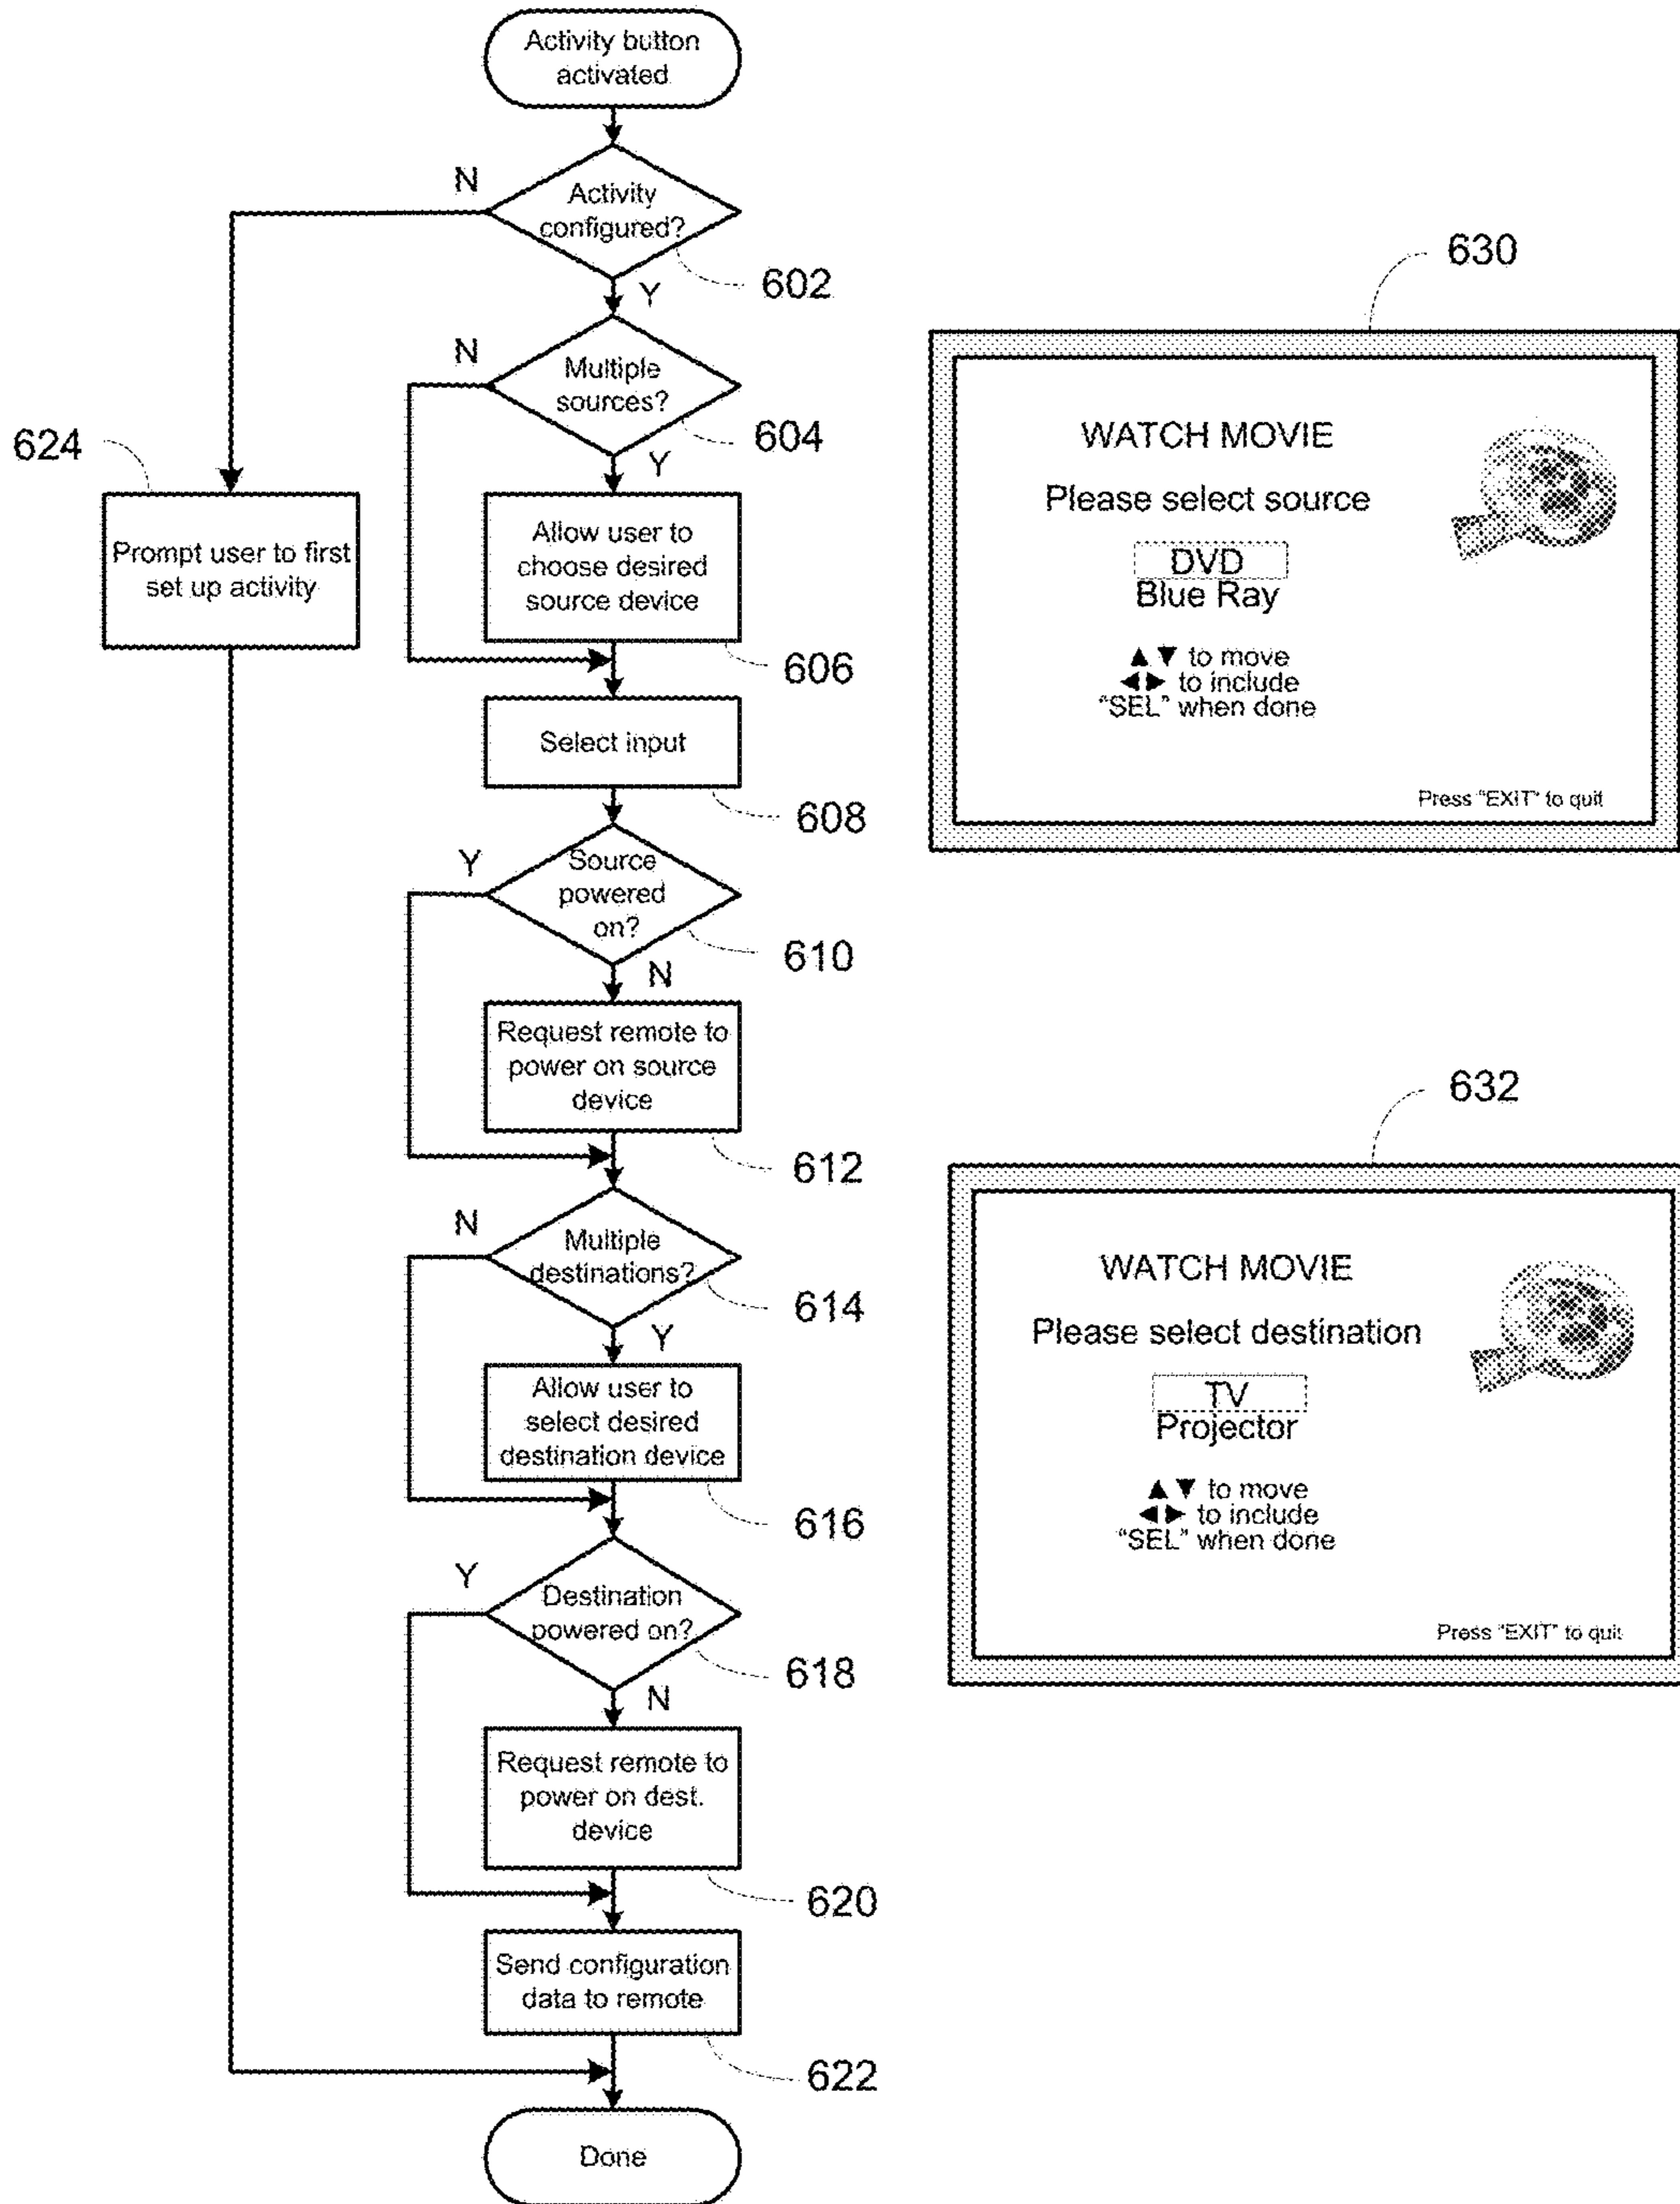 Activity button
activated
N
Activity
configured?
602
Y
N
Multiple
sources?
604
Y
624
Prompt user to first
set up activity
Allow user to
choose desired
source device
606
Select input
608
Y
Source
powered
on?
610
N
Request remote to
power on source
device
612
N
Multiple
destinations?
614
Y
Allow user to
select desired
destination device
616
Y
Destination
powered on?
618
N
Request remote to
power on dest.
device
620
Send configuration
data to remote
622
Done
630
WATCH MOVIE
Please select source
DVD
Blue Ray
▲ ▼ to move
◀ ▶ to include
“SEL” when done
Press “EXIT” to quit
632
WATCH MOVIE
Please select destination
TV
Projector
▲ ▼ to move
◀ ▶ to include
“SEL” when done
Press “EXIT” to quit